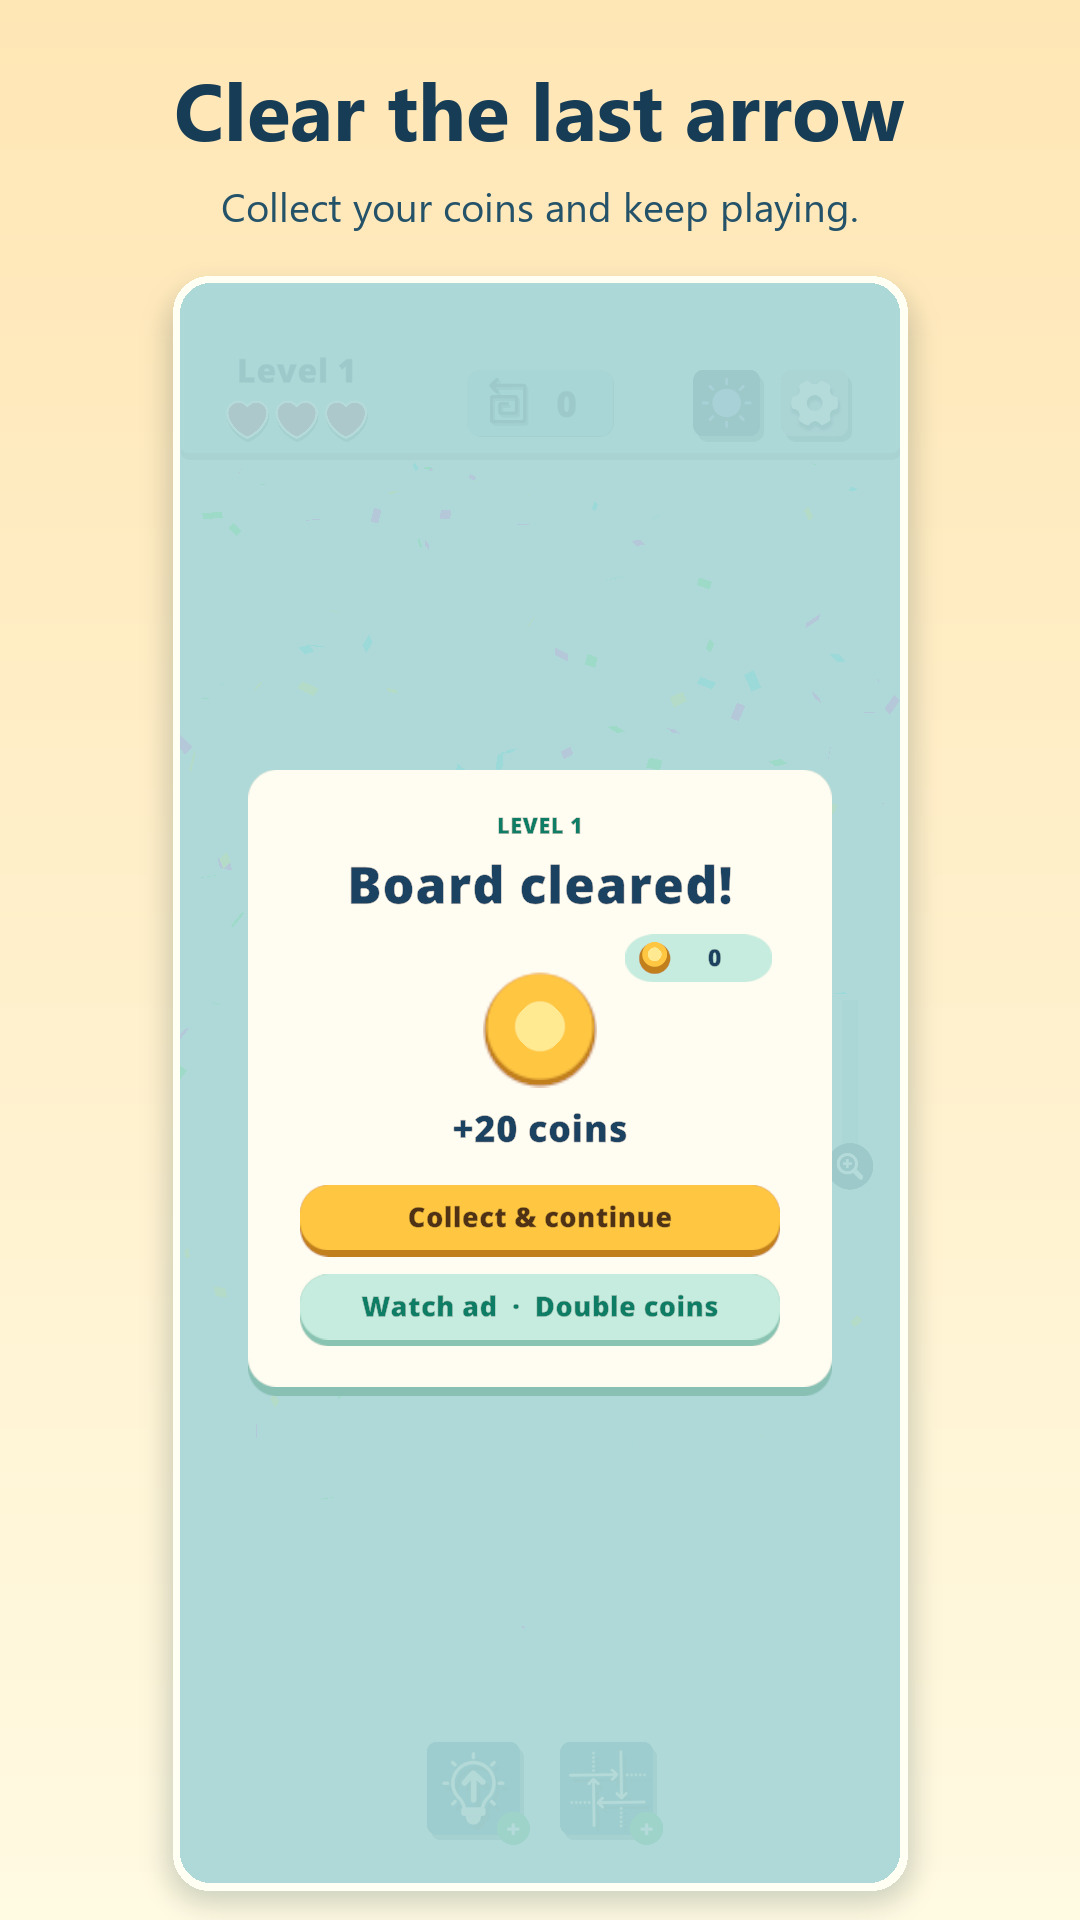 Clear the last arrow
Collect your coins and keep playing.
Level 1
0
LEVEL 1
Board cleared!
0
+20 coins
Collect & continue
Watch ad · Double coins